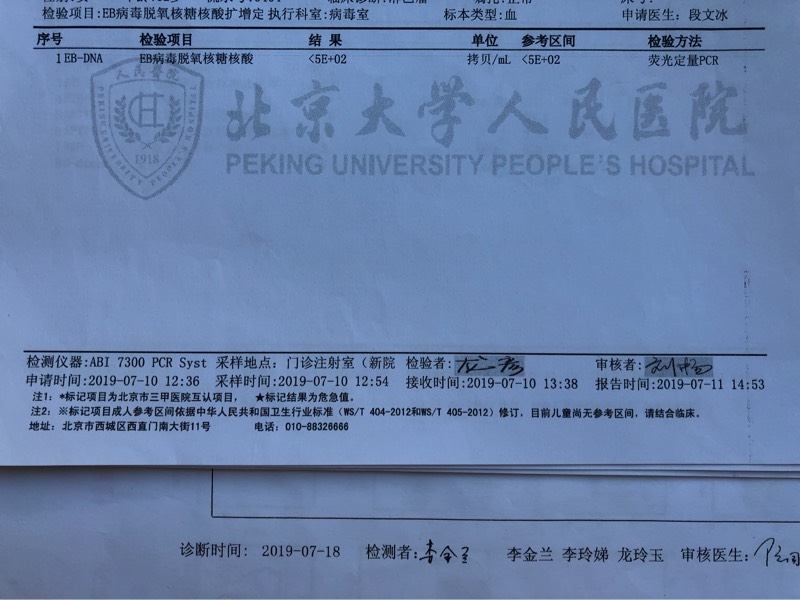 检验项目:EB病毒脱氧核糖核酸扩增定 执行科室:病毒室 标本类型:血 申请医生: 段文冰
序号 检验项目 结 果 单位 参考区间 检验方法
1 EB-DNA EB病毒脱氧核糖核酸 <5E+02 拷贝/mL <5E+02 荧光定量PCR
人民医院
PEKING UNIVERSITY PEOPLE'S HOSPITAL
1918
北京大学人民医院
PEKING UNIVERSITY PEOPLE'S HOSPITAL
检测仪器:ABI 7300 PCR Syst 采样地点: 门诊注射室（新院 检验者: 审核者:
申请时间:2019-07-10 12:36 采样时间:2019-07-10 12:54 接收时间:2019-07-10 13:38 报告时间:2019-07-11 14:53
注1: *标记项目为北京市三甲医院互认项目, ★标记结果为危急值。
注2: ※标记项目成人参考区间依据中华人民共和国卫生行业标准（WS/T 404-2012和WS/T 405-2012）修订, 目前儿童尚无参考区间, 请结合临床。
地址: 北京市西城区西直门南大街11号 电话: 010-88326666
诊断时间: 2019-07-18 检测者: 李金兰 李金兰 李玲娣 龙玲玉 审核医生: